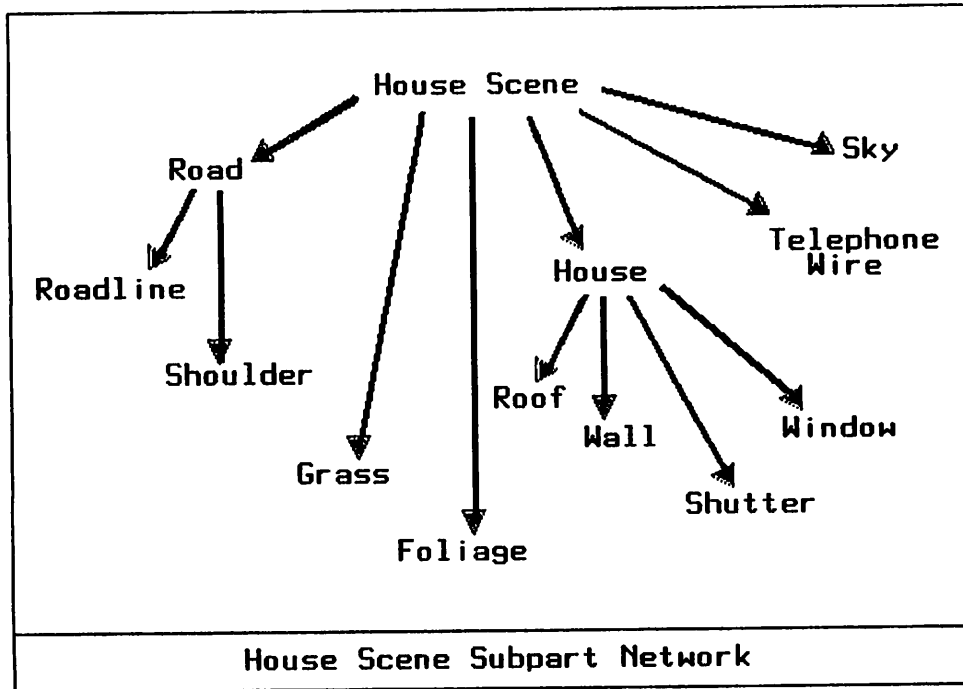 House Scene
Sky
Road
Telephone
Wire
House
Roadline
Shoulder
Roof
Wall
Window
Grass
Shutter
Foliage
House Scene Subpart Network